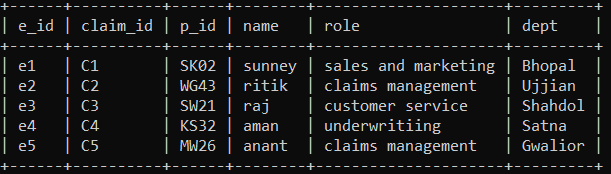 | e_id | claim_id | p_id | name | role | dept |
| e1 | C1 | SK02 | sunney | sales and marketing | Bhopal |
| e2 | C2 | WG43 | ritik | claims management | Ujjian |
| e3 | C3 | SW21 | raj | customer service | Shahdol |
| e4 | C4 | KS32 | aman | underwritiing | Satna |
| e5 | C5 | MW26 | anant | claims management | Gwalior |